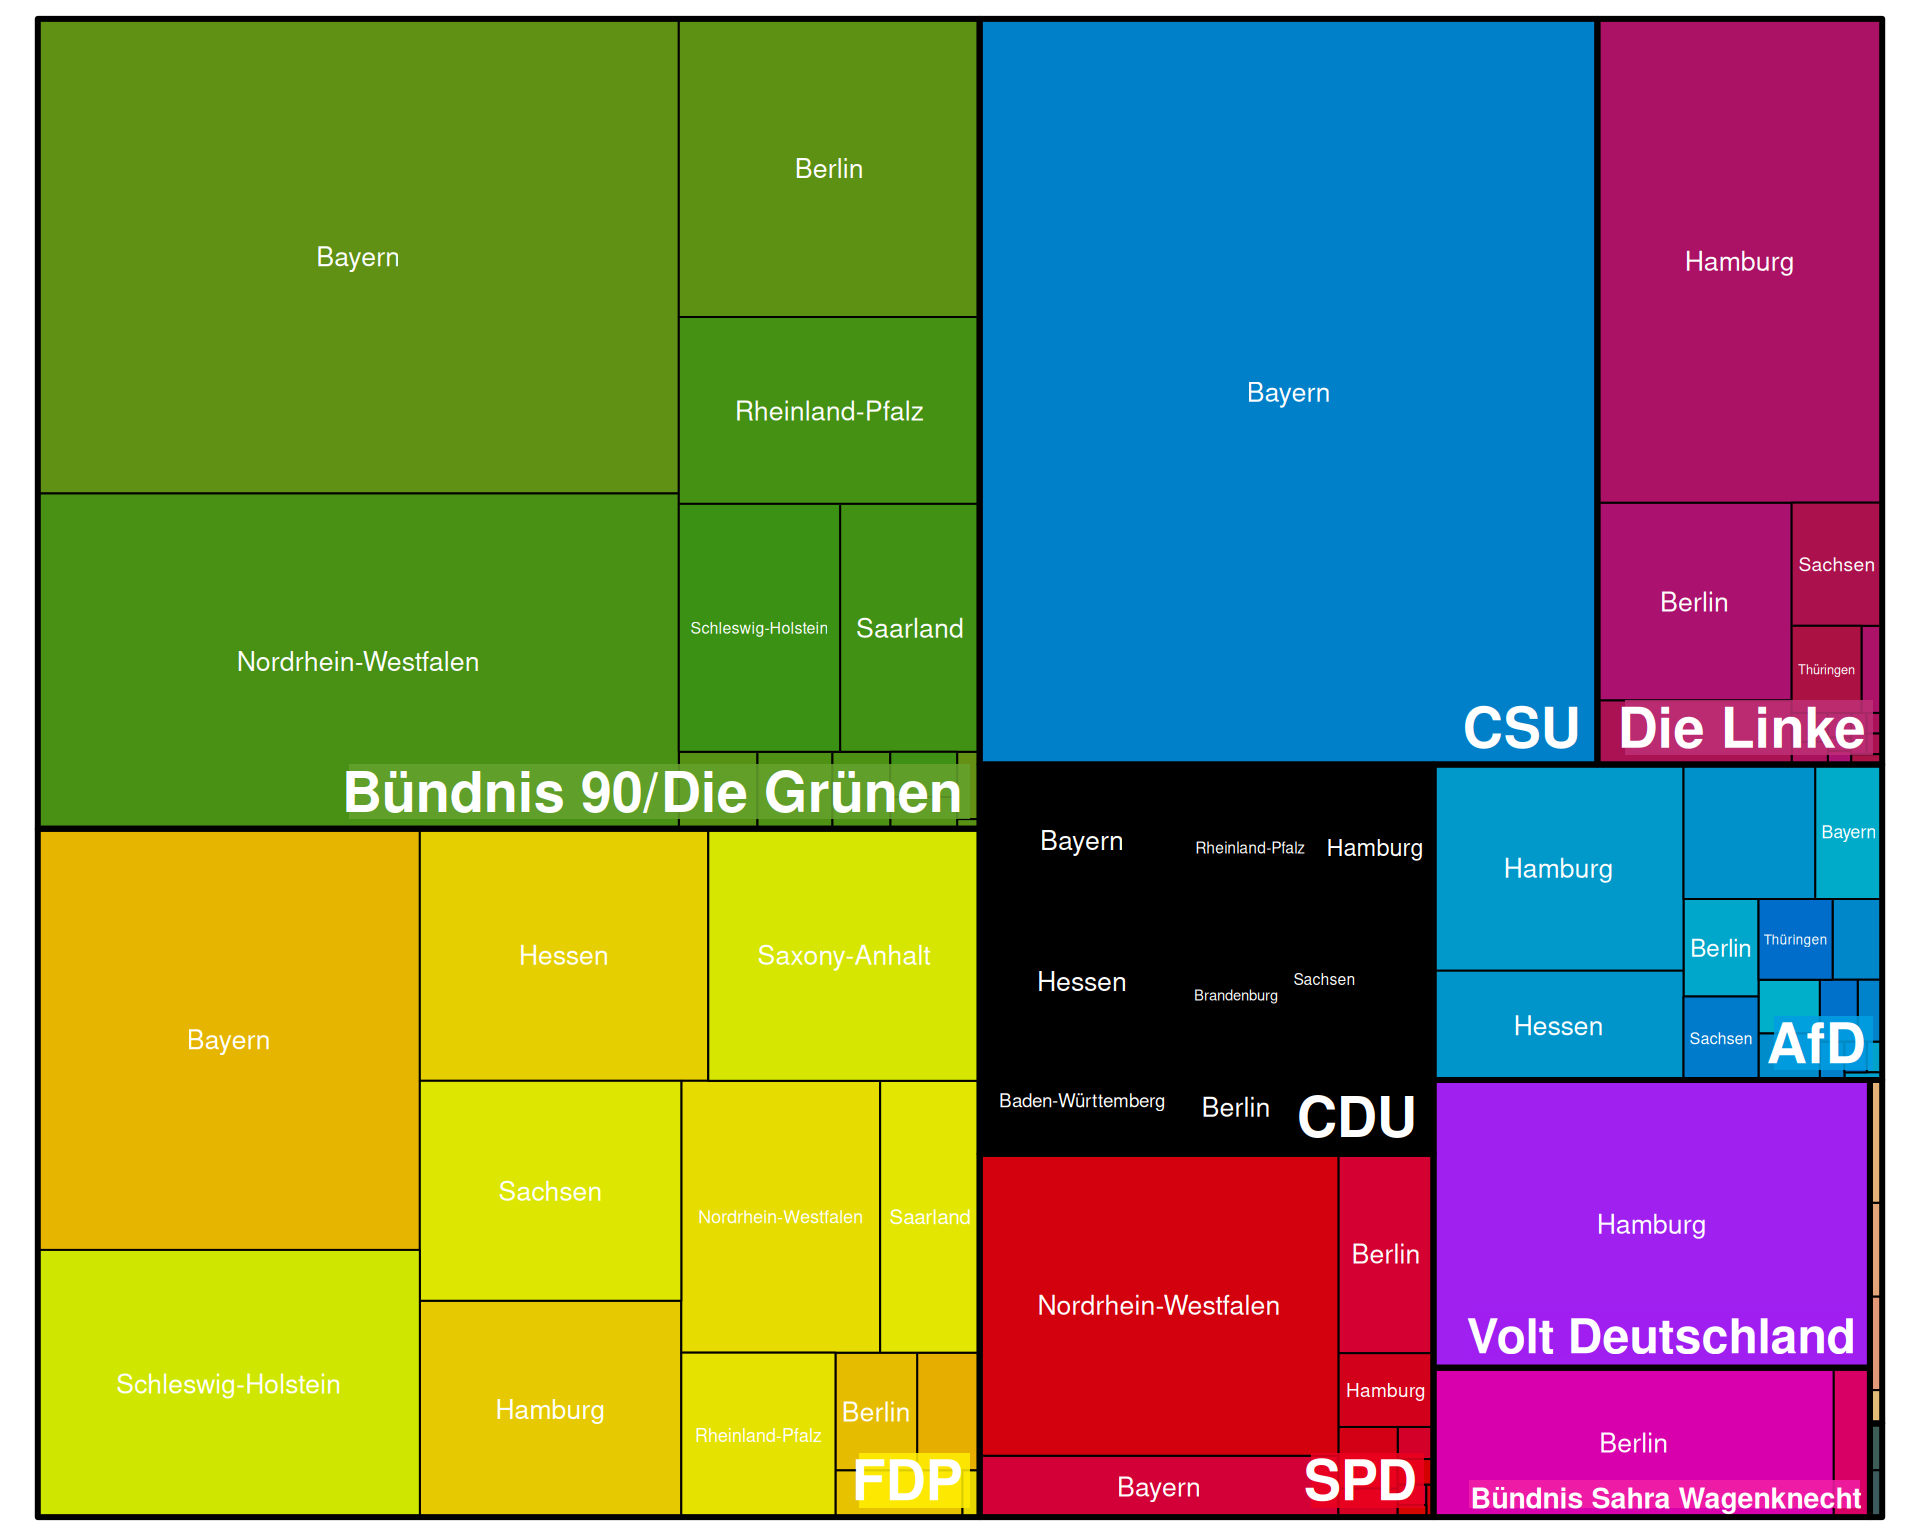 Bayern
Berlin
Rheinland-Pfalz
Nordrhein-Westfalen
Schleswig-Holstein
Saarland
Bündnis 90/Die Grünen
Bayern
Hessen
Saxony-Anhalt
Sachsen
Nordrhein-Westfalen
Saarland
Schleswig-Holstein
Hamburg
Rheinland-Pfalz
Berlin
FDP
Bayern
CSU
Hamburg
Berlin
Sachsen
Thüringen
Die Linke
Bayern
Rheinland-Pfalz
Hamburg
Hessen
Brandenburg
Sachsen
Baden-Württemberg
Berlin
CDU
Hamburg
Bayern
Berlin
Thüringen
Hessen
Sachsen
AfD
Nordrhein-Westfalen
Berlin
Hamburg
Bayern
SPD
Hamburg
Volt Deutschland
Berlin
Bündnis Sahra Wagenknecht